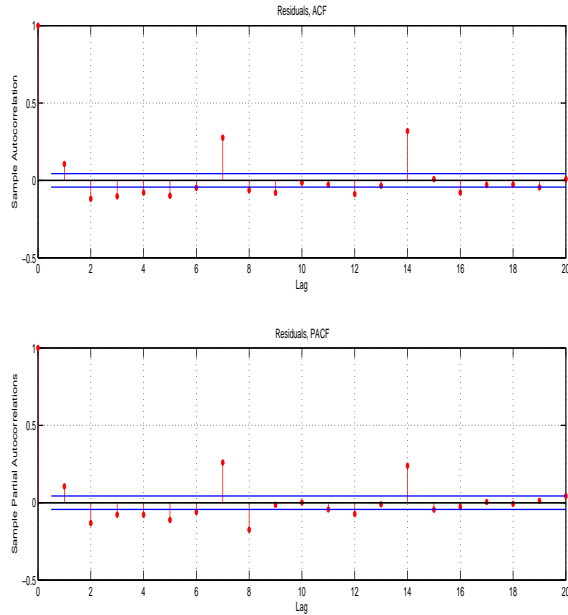 Residuals, ACF
Sample Autocorrelation
1
0.5
0
−0.5
0 2 4 6 8 10 12 14 16 18 20
Lag
Residuals, PACF
Sample Partial Autocorrelations
1
0.5
0
−0.5
0 2 4 6 8 10 12 14 16 18 20
Lag